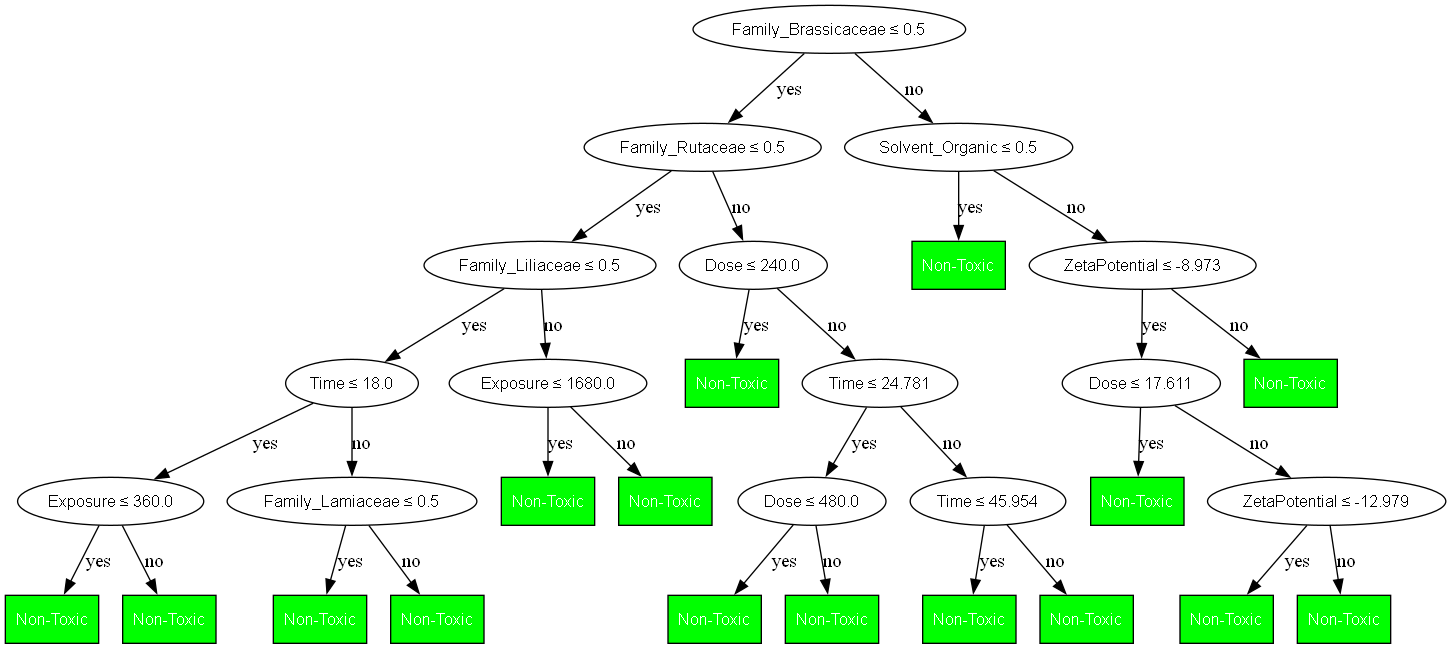 Family_Brassicaceae ≤ 0.5
yes
no
Family_Rutaceae ≤ 0.5
Solvent_Organic ≤ 0.5
yes
no
yes
no
Family_Liliaceae ≤ 0.5
Dose ≤ 240.0
Non-Toxic
ZetaPotential ≤ -8.973
yes
no
yes
no
yes
no
Time ≤ 18.0
Exposure ≤ 1680.0
Non-Toxic
Time ≤ 24.781
Dose ≤ 17.611
Non-Toxic
yes
no
yes
no
yes
no
yes
no
Exposure ≤ 360.0
Family_Lamiaceae ≤ 0.5
Non-Toxic
Non-Toxic
Dose ≤ 480.0
Time ≤ 45.954
Non-Toxic
ZetaPotential ≤ -12.979
yes
no
yes
no
yes
no
yes
no
yes
no
Non-Toxic
Non-Toxic
Non-Toxic
Non-Toxic
Non-Toxic
Non-Toxic
Non-Toxic
Non-Toxic
Non-Toxic
Non-Toxic